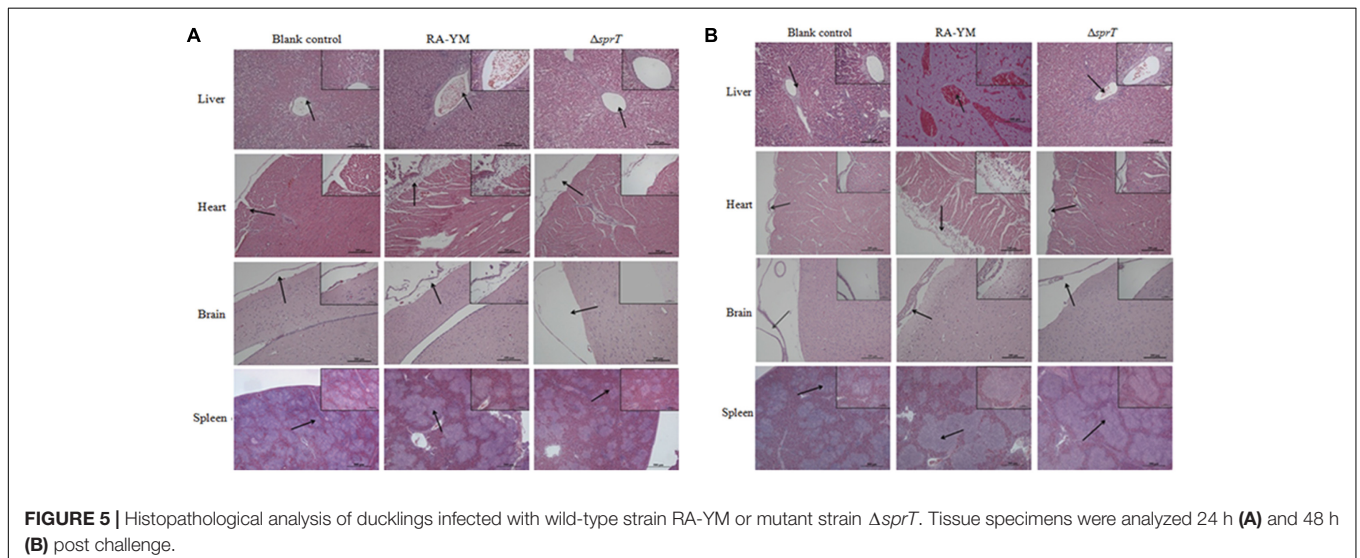 A
Blank control RA-YM ΔsprT
Liver
Heart
Brain
Spleen
B
Blank control RA-YM ΔsprT
Liver
Heart
Brain
Spleen
FIGURE 5 | Histopathological analysis of ducklings infected with wild-type strain RA-YM or mutant strain ΔsprT. Tissue specimens were analyzed 24 h (A) and 48 h
(B) post challenge.